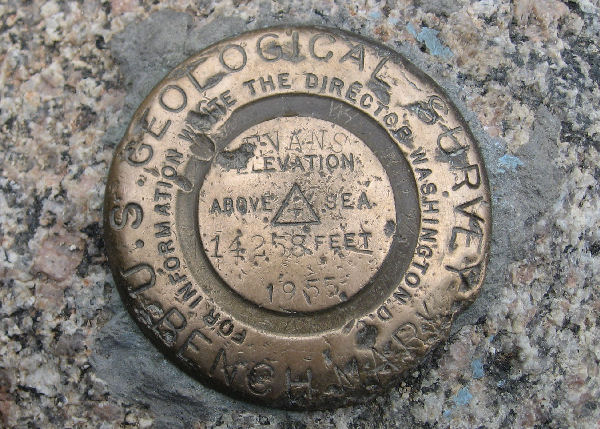 U.S. GEOLOGICAL SURVEY
BENCH MARK
FOR INFORMATION WRITE THE DIRECTOR, WASHINGTON, D.C.
EVANS
ELEVATION
ABOVE SEA
14258 FEET
1955